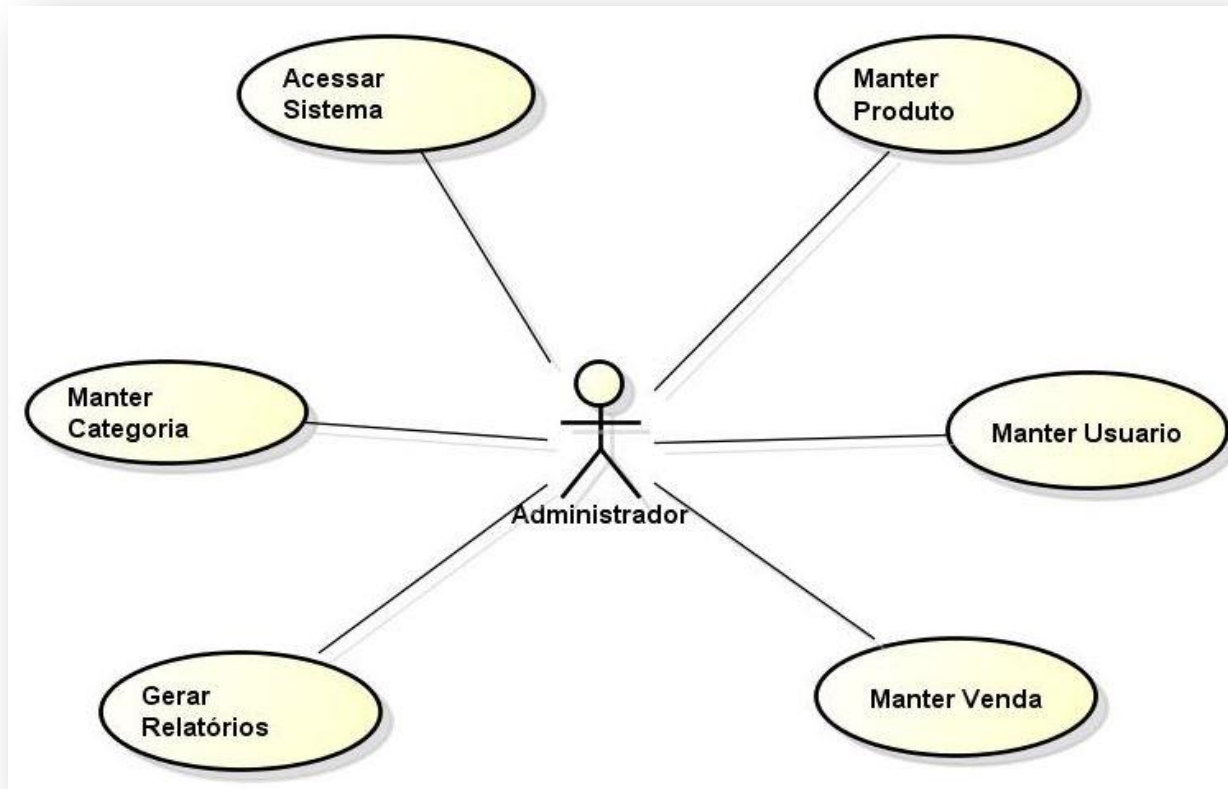 Acessar
Sistema
Manter
Produto
Manter
Categoria
Manter Usuario
Administrador
Gerar
Relatórios
Manter Venda